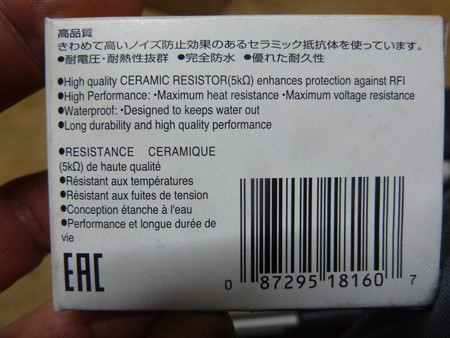 高品質
きわめて高いノイズ防止効果のあるセラミック抵抗体を使っています。
●耐電圧・耐熱性抜群 ●完全防水 ●優れた耐久性
●High quality CERAMIC RESISTOR(5kΩ) enhances protection against RFI
●High Performance: •Maximum heat resistance •Maximum voltage resistance
●Waterproof: •Designed to keeps water out
●Long durability and high quality performance
●RESISTANCE CERAMIQUE
(5kΩ) de haute qualité
●Résistant aux températures
●Résistant aux fuites de tension
●Conception étanche à l'eau
●Performance et longue durée de
vie
EAC
0 87295 18160 7